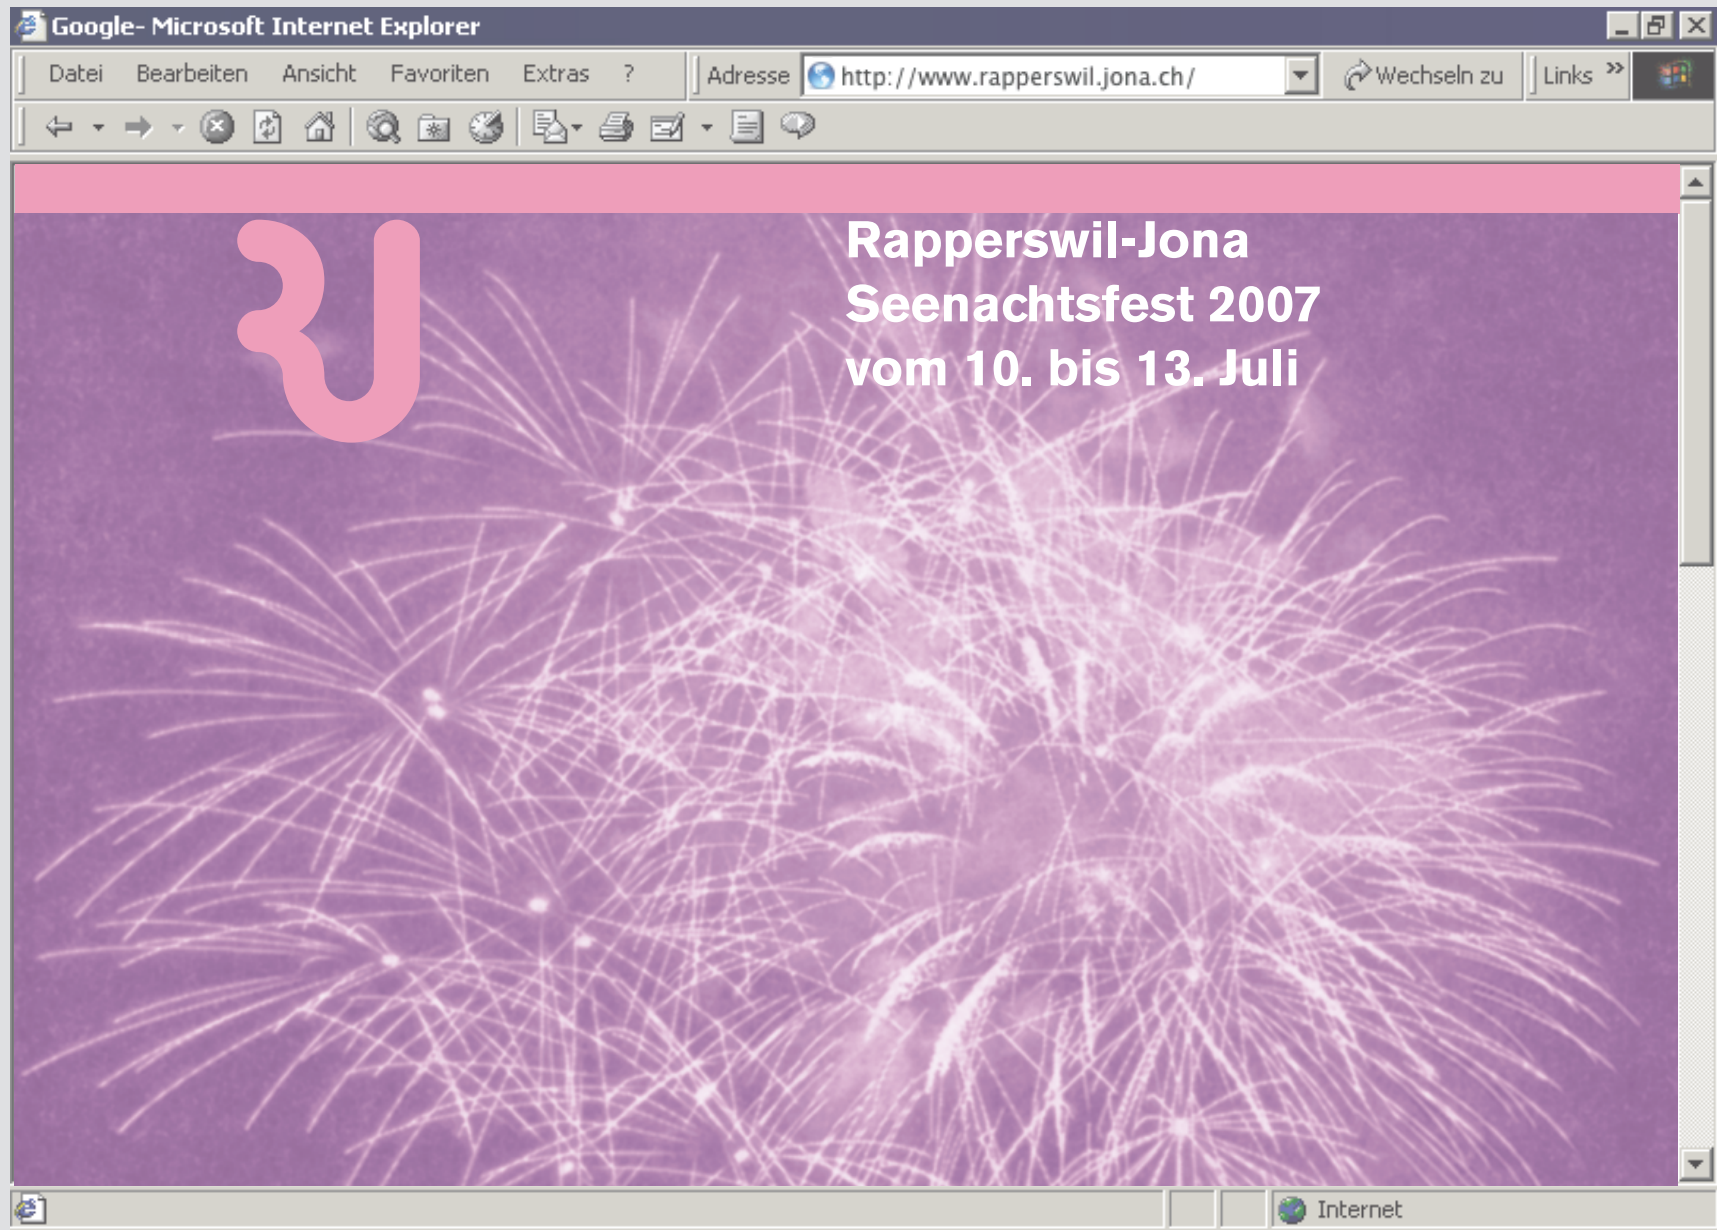 Google- Microsoft Internet Explorer
Datei Bearbeiten Ansicht Favoriten Extras ? Adresse http://www.rapperswil.jona.ch/ Wechseln zu Links »
Rapperswil-Jona
Seenachtsfest 2007
vom 10. bis 13. Juli
Internet